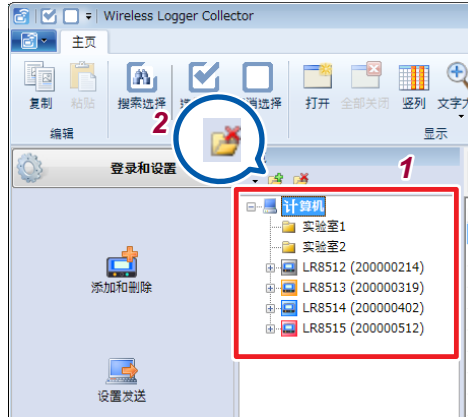 Wireless Logger Collector
主页
复制
粘贴
搜索选择
选择
打开
全部关闭
竖列
文字大
编辑
2
显示
登录和设置
1
计算机
实验室1
实验室2
LR8512 (200000214)
LR8513 (200000319)
LR8514 (200000402)
LR8515 (200000512)
添加和删除
设置发送